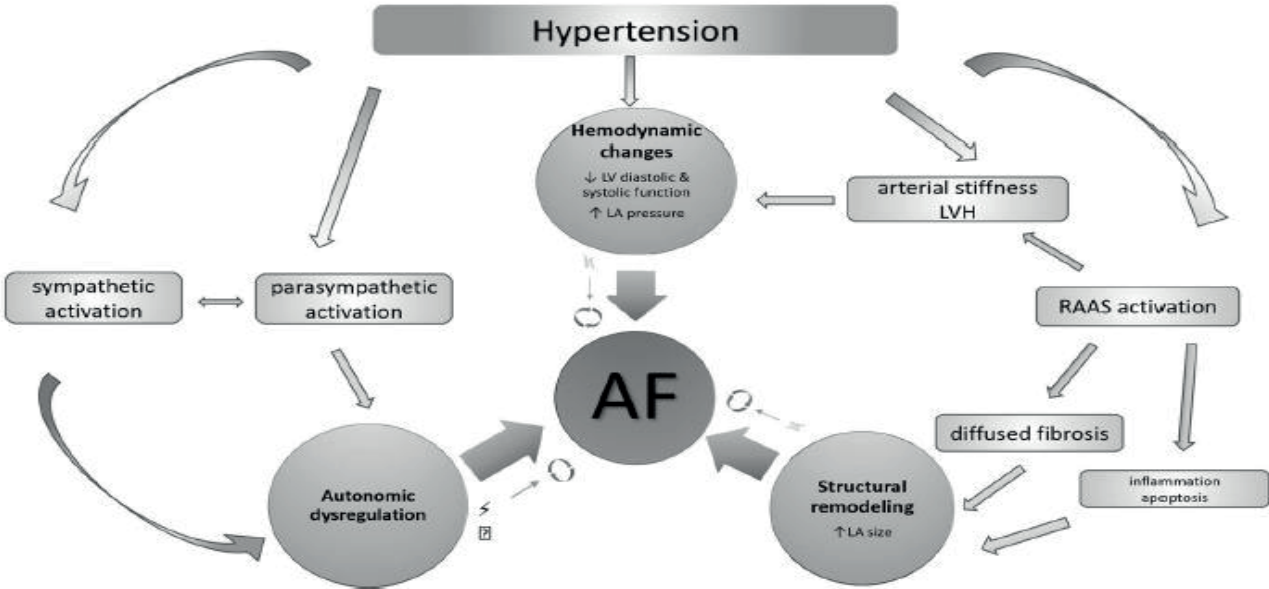 Hypertension
Hemodynamic
changes
↓ LV diastolic &
systolic function
↑ LA pressure
arterial stiffness
LVH
sympathetic
activation
parasympathetic
activation
RAAS activation
AF
diffused fibrosis
inflammation
apoptosis
Autonomic
dysregulation
Structural
remodeling
↑ LA size